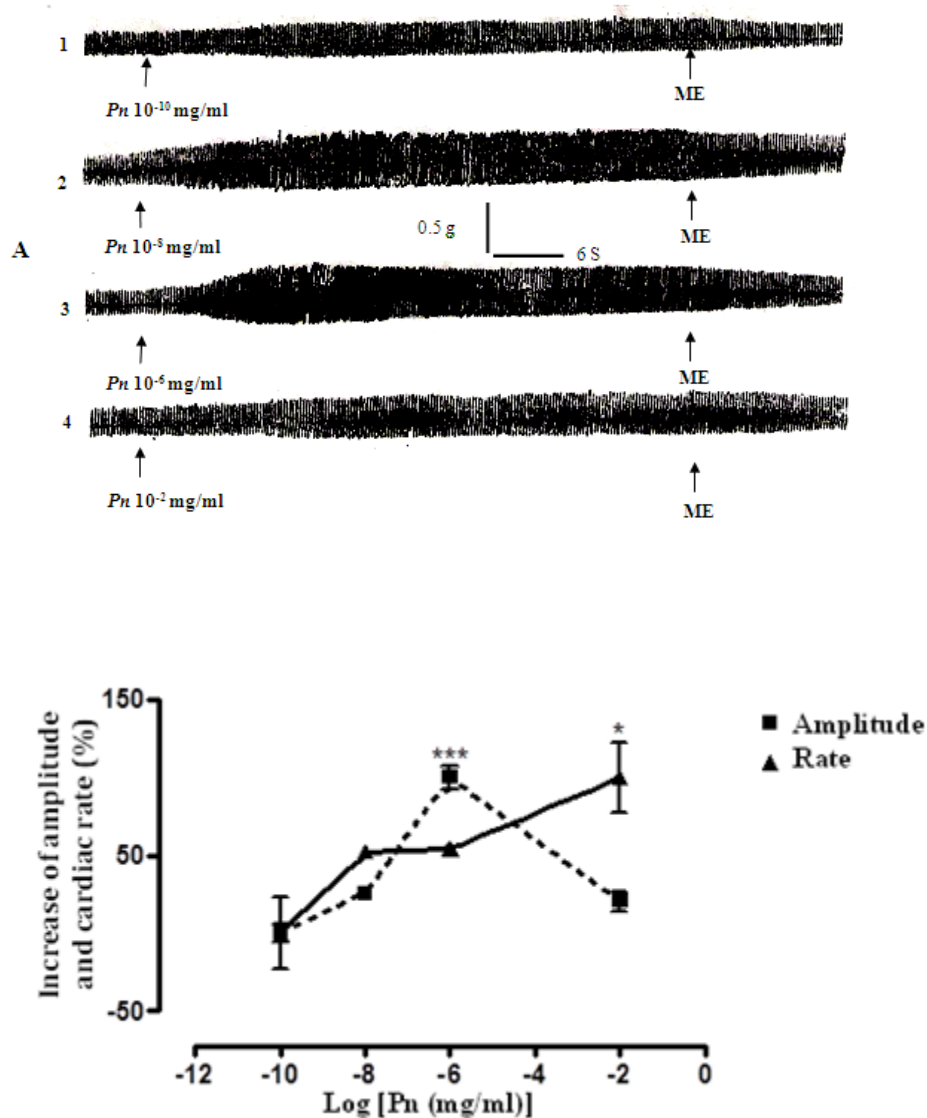 1
Pn 10⁻¹⁰ mg/ml
ME
2
Pn 10⁻⁸ mg/ml
0.5 g
6 S
ME
A
3
Pn 10⁻⁶ mg/ml
ME
4
Pn 10⁻² mg/ml
ME
Increase of amplitude
and cardiac rate (%)
150
50
-50
***
*
Amplitude
Rate
-12 -10 -8 -6 -4 -2 0
Log [Pn (mg/ml)]